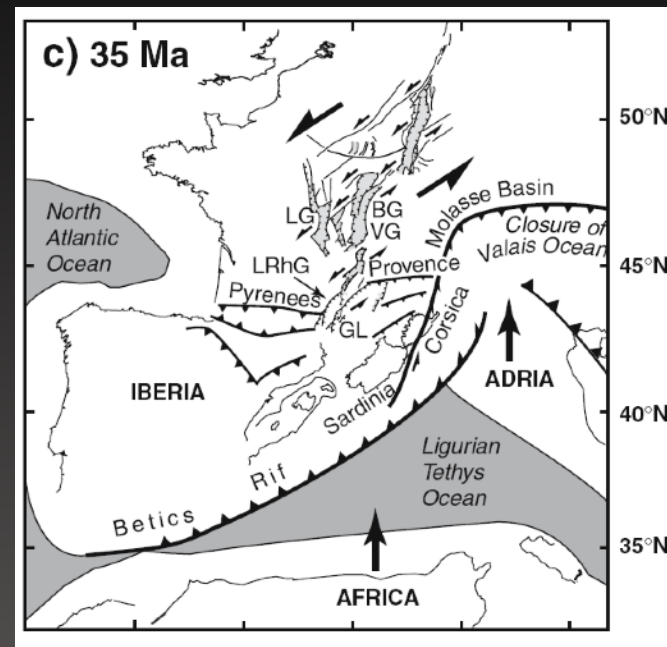 c) 35 Ma
50°N
North
Atlantic
Ocean
LG
BG
VG
Molasse Basin
Closure of
Valais Ocean
45°N
LRhG
Provence
Pyrenees
GL
Corsica
IBERIA
ADRIA
Sardinia
40°N
Ligurian
Tethys
Ocean
Rif
Betics
35°N
AFRICA